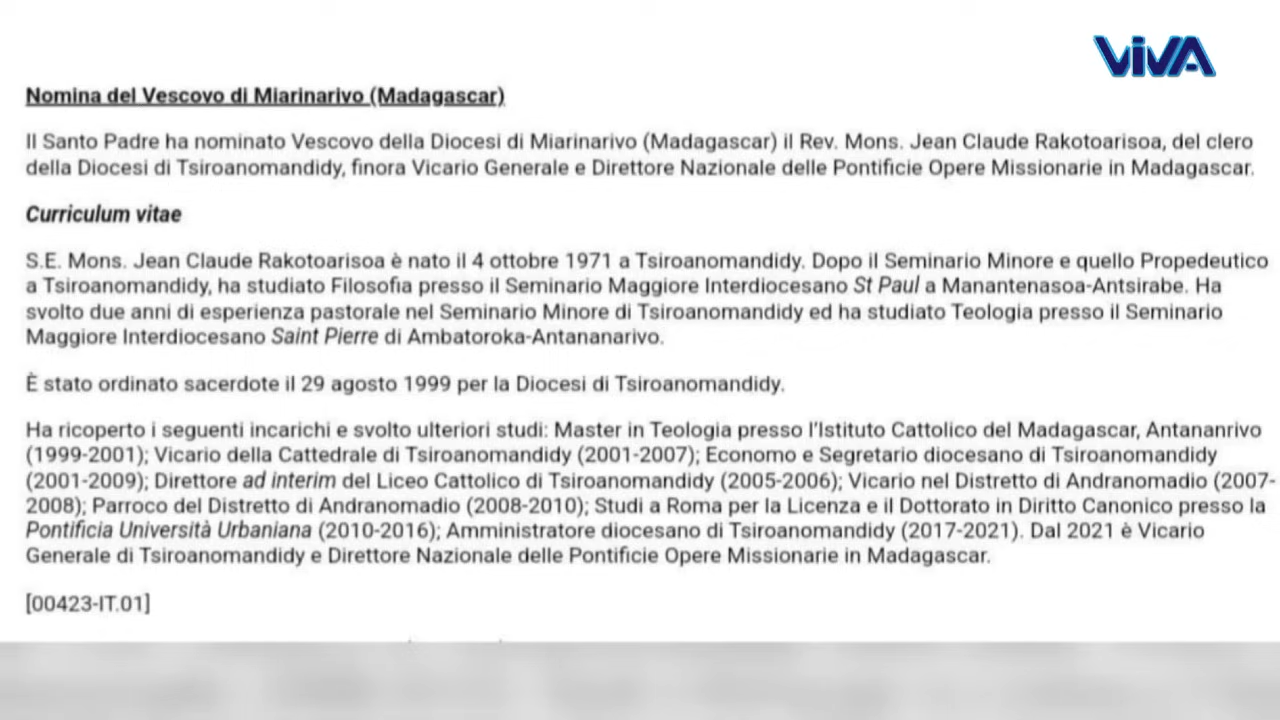 ViVA
Nomina del Vescovo di Miarinarivo (Madagascar)
Il Santo Padre ha nominato Vescovo della Diocesi di Miarinarivo (Madagascar) il Rev. Mons. Jean Claude Rakotoarisoa, del clero
della Diocesi di Tsiroanomandidy, finora Vicario Generale e Direttore Nazionale delle Pontificie Opere Missionarie in Madagascar.
Curriculum vitae
S.E. Mons. Jean Claude Rakotoarisoa è nato il 4 ottobre 1971 a Tsiroanomandidy. Dopo il Seminario Minore e quello Propedeutico
a Tsiroanomandidy, ha studiato Filosofia presso il Seminario Maggiore Interdiocesano St Paul a Manantenasoa-Antsirabe. Ha
svolto due anni di esperienza pastorale nel Seminario Minore di Tsiroanomandidy ed ha studiato Teologia presso il Seminario
Maggiore Interdiocesano Saint Pierre di Ambatoroka-Antananarivo.
È stato ordinato sacerdote il 29 agosto 1999 per la Diocesi di Tsiroanomandidy.
Ha ricoperto i seguenti incarichi e svolto ulteriori studi: Master in Teologia presso l'Istituto Cattolico del Madagascar, Antananrivo
(1999-2001); Vicario della Cattedrale di Tsiroanomandidy (2001-2007); Economo e Segretario diocesano di Tsiroanomandidy
(2001-2009); Direttore ad interim del Liceo Cattolico di Tsiroanomandidy (2005-2006); Vicario nel Distretto di Andranomadio (2007-
2008); Parroco del Distretto di Andranomadio (2008-2010); Studi a Roma per la Licenza e il Dottorato in Diritto Canonico presso la
Pontificia Università Urbaniana (2010-2016); Amministratore diocesano di Tsiroanomandidy (2017-2021). Dal 2021 è Vicario
Generale di Tsiroanomandidy e Direttore Nazionale delle Pontificie Opere Missionarie in Madagascar.
[00423-IT.01]